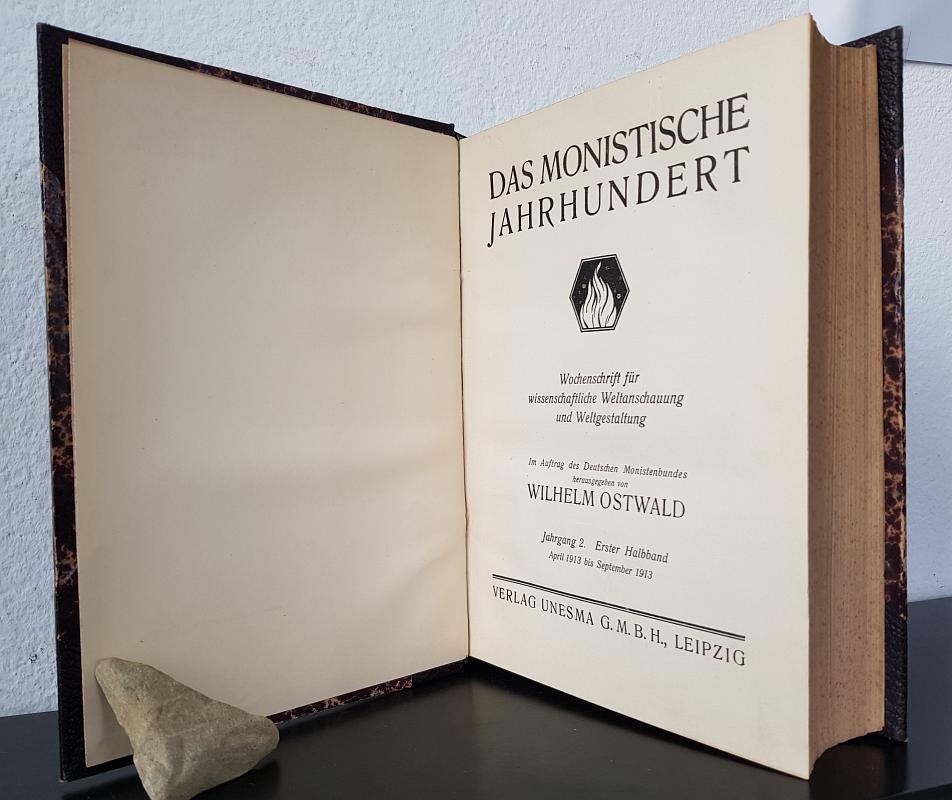 DAS MONISTISCHE
JAHRHUNDERT
Wochenschrift für
wissenschaftliche Weltanschauung
und Weltgestaltung
Im Auftrag des Deutschen Monistenbundes
herausgegeben von
WILHELM OSTWALD
Jahrgang 2. Erster Halbband
April 1913 bis September 1913
VERLAG UNESMA G. M. B. H., LEIPZIG